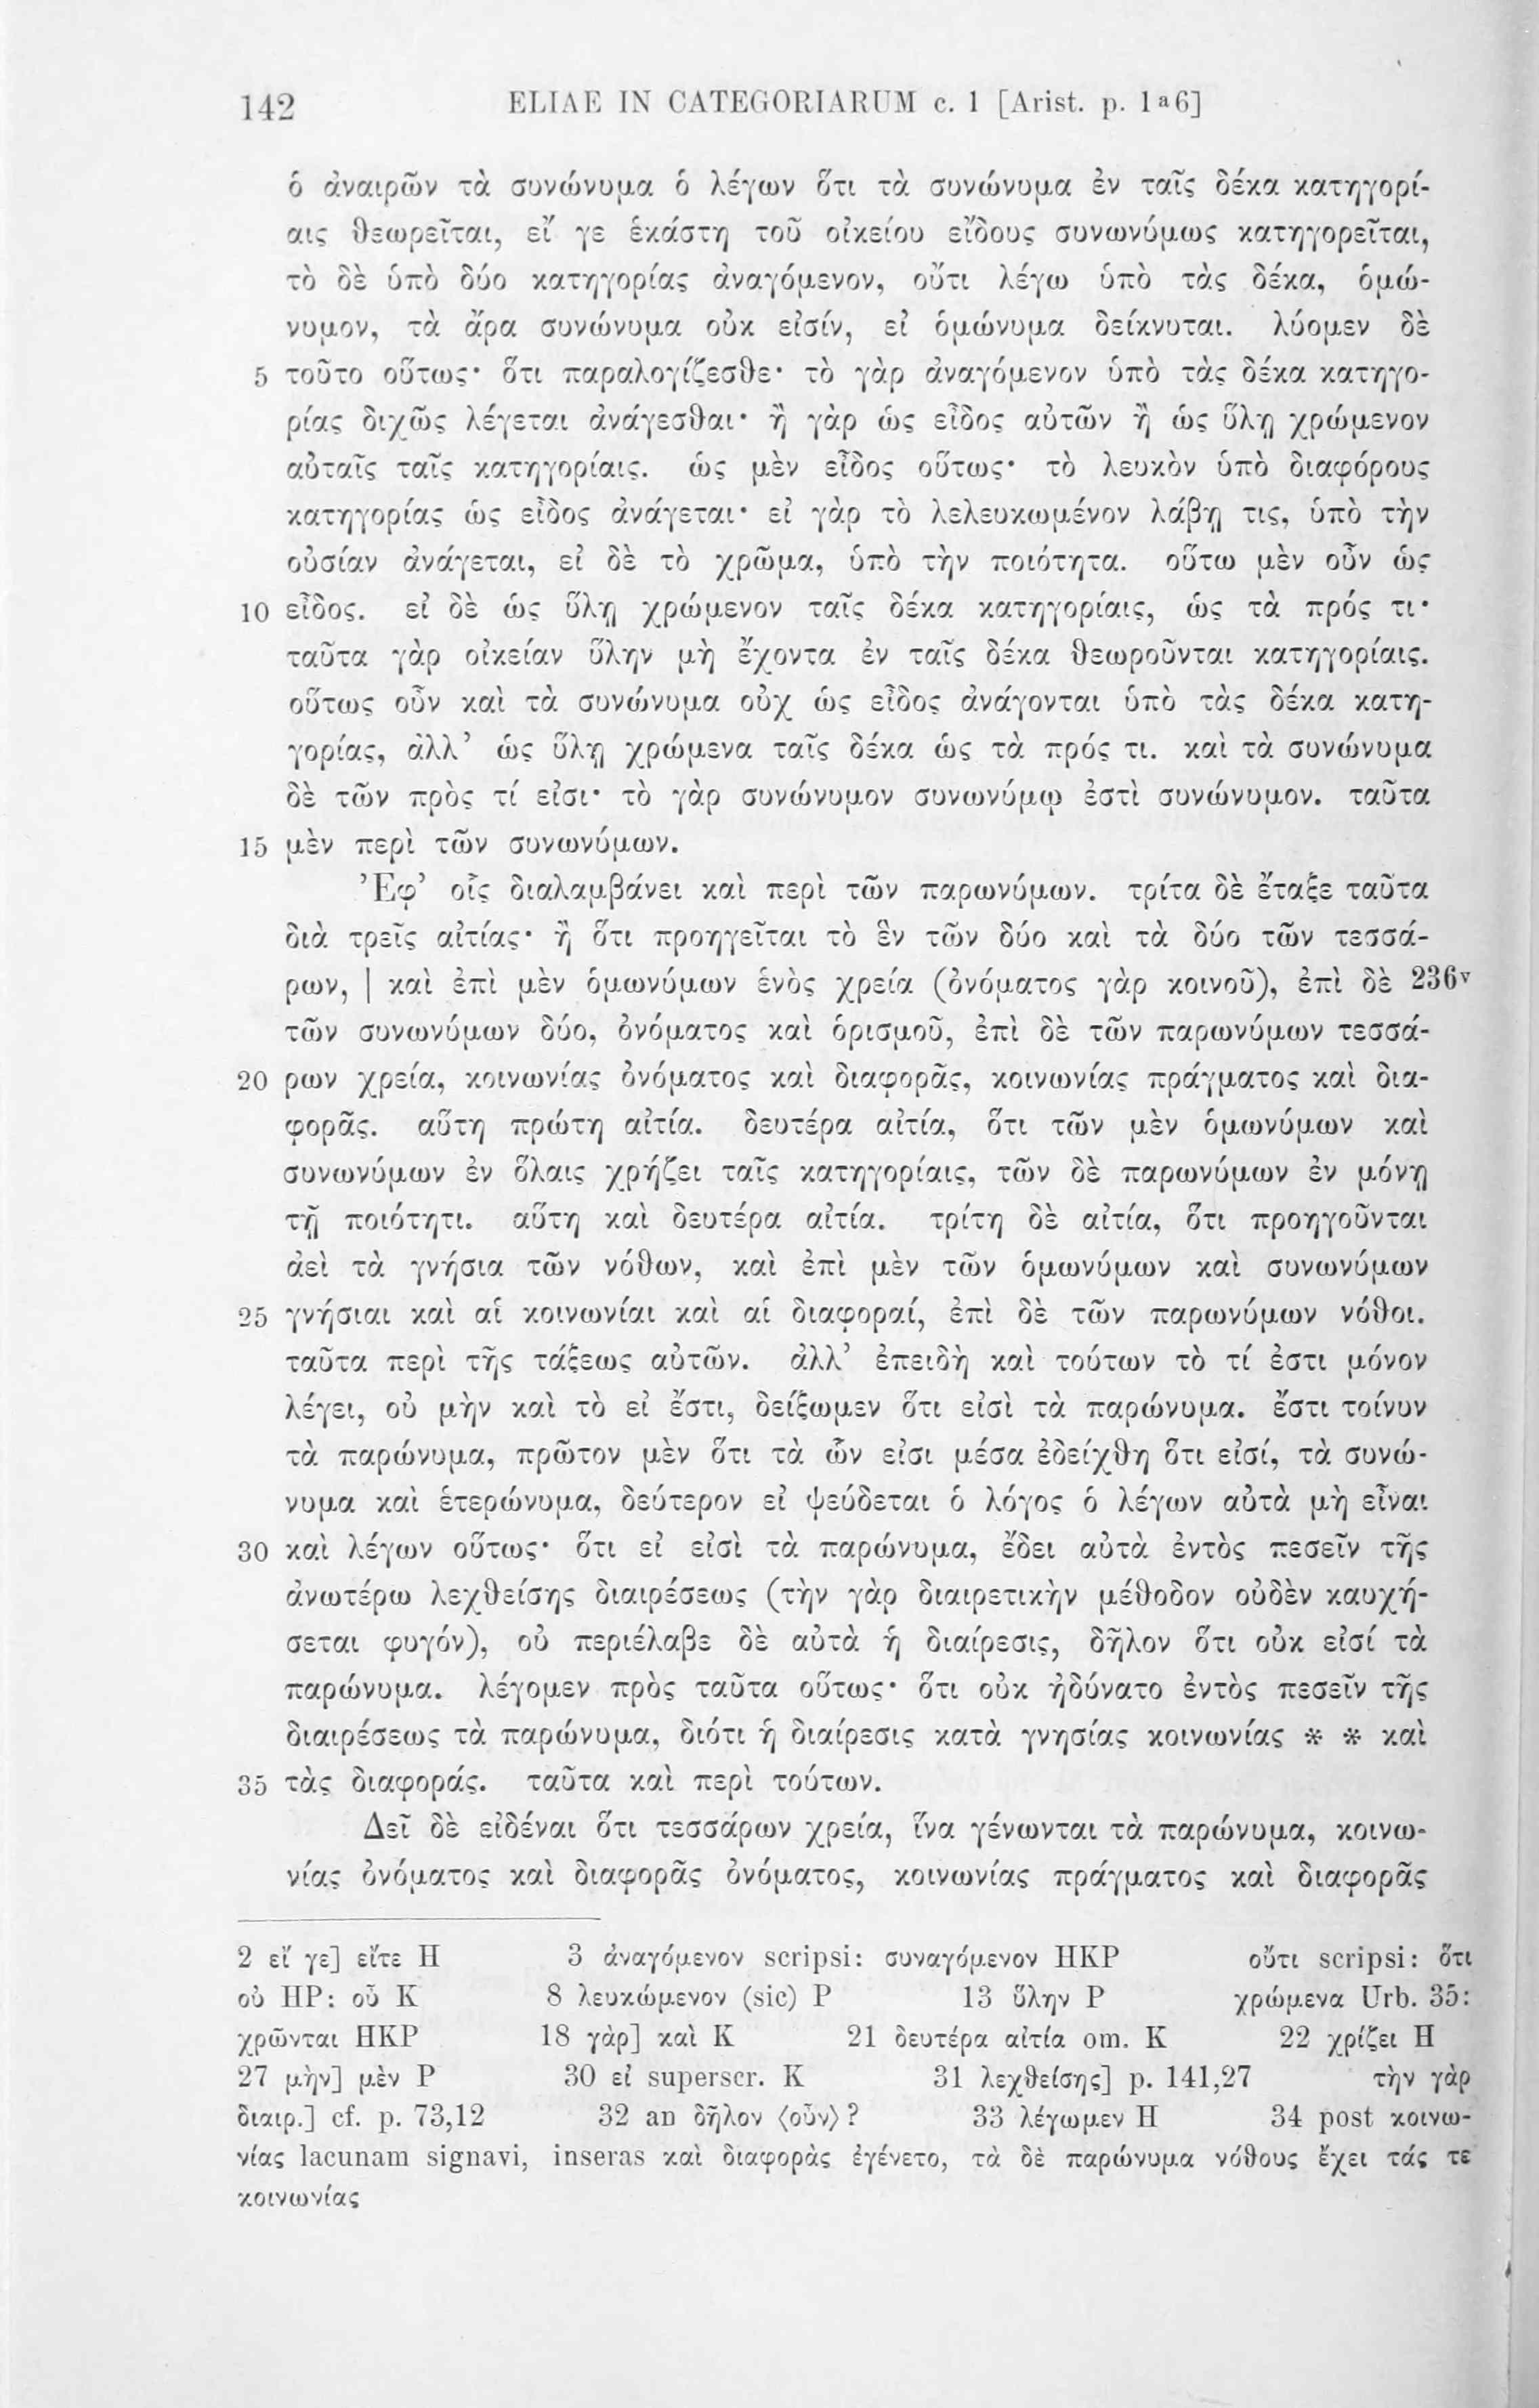 142 ELIAE IN CATEGORIARUM c. 1 [Arist. p. 1ᵃ6]
ὁ ἀναιρῶν τὰ συνώνυμα ὁ λέγων ὅτι τὰ συνώνυμα ἐν ταῖς δέκα κατηγορί-
αις θεωρεῖται, εἴ γε ἑκάστη τοῦ οἰκείου εἴδους συνωνύμως κατηγορεῖται,
τὸ δὲ ὑπὸ δύο κατηγορίας ἀναγόμενον, οὔτι λέγω ὑπὸ τὰς δέκα, ὁμώ-
νυμον, τὰ ἄρα συνώνυμα οὐκ εἰσίν, εἰ ὁμώνυμα δείκνυται. λύομεν δὲ
5 τοῦτο οὕτως· ὅτι παραλογίζεσθε· τὸ γὰρ ἀναγόμενον ὑπὸ τὰς δέκα κατηγο-
ρίας διχῶς λέγεται ἀνάγεσθαι· ἢ γὰρ ὡς εἶδος αὐτῶν ἢ ὡς ὕλῃ χρώμενον
αὐταῖς ταῖς κατηγορίαις. ὡς μὲν εἶδος οὕτως· τὸ λευκὸν ὑπὸ διαφόρους
κατηγορίας ὡς εἶδος ἀνάγεται· εἰ γὰρ τὸ λελευκωμένον λάβῃ τις, ὑπὸ τὴν
οὐσίαν ἀνάγεται, εἰ δὲ τὸ χρῶμα, ὑπὸ τὴν ποιότητα. οὕτω μὲν οὖν ὡς
10 εἶδος. εἰ δὲ ὡς ὕλῃ χρώμενον ταῖς δέκα κατηγορίαις, ὡς τὰ πρός τι·
ταῦτα γὰρ οἰκείαν ὕλην μὴ ἔχοντα ἐν ταῖς δέκα θεωροῦνται κατηγορίαις.
οὕτως οὖν καὶ τὰ συνώνυμα οὐχ ὡς εἶδος ἀνάγονται ὑπὸ τὰς δέκα κατη-
γορίας, ἀλλ’ ὡς ὕλῃ χρώμενα ταῖς δέκα ὡς τὰ πρός τι. καὶ τὰ συνώνυμα
δὲ τῶν πρὸς τί εἰσι· τὸ γὰρ συνώνυμον συνωνύμῳ ἐστὶ συνώνυμον. ταῦτα
15 μὲν περὶ τῶν συνωνύμων.
Ἐφ’ οἷς διαλαμβάνει καὶ περὶ τῶν παρωνύμων. τρίτα δὲ ἔταξε ταῦτα
διὰ τρεῖς αἰτίας· ἢ ὅτι προηγεῖται τὸ ἓν τῶν δύο καὶ τὰ δύο τῶν τεσσά-
ρων, | καὶ ἐπὶ μὲν ὁμωνύμων ἑνὸς χρεία (ὀνόματος γὰρ κοινοῦ), ἐπὶ δὲ 236ᵛ
τῶν συνωνύμων δύο, ὀνόματος καὶ ὁρισμοῦ, ἐπὶ δὲ τῶν παρωνύμων τεσσά-
20 ρων χρεία, κοινωνίας ὀνόματος καὶ διαφορᾶς, κοινωνίας πράγματος καὶ δια-
φορᾶς. αὕτη πρώτη αἰτία. δευτέρα αἰτία, ὅτι τῶν μὲν ὁμωνύμων καὶ
συνωνύμων ἐν ὅλαις χρῄζει ταῖς κατηγορίαις, τῶν δὲ παρωνύμων ἐν μόνῃ
τῇ ποιότητι. αὕτη καὶ δευτέρα αἰτία. τρίτη δὲ αἰτία, ὅτι προηγοῦνται
ἀεὶ τὰ γνήσια τῶν νόθων, καὶ ἐπὶ μὲν τῶν ὁμωνύμων καὶ συνωνύμων
25 γνήσιαι καὶ αἱ κοινωνίαι καὶ αἱ διαφοραί, ἐπὶ δὲ τῶν παρωνύμων νόθοι.
ταῦτα περὶ τῆς τάξεως αὐτῶν. ἀλλ’ ἐπειδὴ καὶ τούτων τὸ τί ἐστι μόνον
λέγει, οὐ μὴν καὶ τὸ εἰ ἔστι, δείξωμεν ὅτι εἰσὶ τὰ παρώνυμα. ἔστι τοίνυν
τὰ παρώνυμα, πρῶτον μὲν ὅτι τὰ ὧν εἰσι μέσα ἐδείχθη ὅτι εἰσί, τὰ συνώ-
νυμα καὶ ἑτερώνυμα, δεύτερον εἰ ψεύδεται ὁ λόγος ὁ λέγων αὐτὰ μὴ εἶναι
30 καὶ λέγων οὕτως· ὅτι εἰ εἰσὶ τὰ παρώνυμα, ἔδει αὐτὰ ἐντὸς πεσεῖν τῆς
ἀνωτέρω λεχθείσης διαιρέσεως (τὴν γὰρ διαιρετικὴν μέθοδον οὐδὲν καυχή-
σεται φυγόν), οὐ περιέλαβε δὲ αὐτὰ ἡ διαίρεσις, δῆλον ὅτι οὐκ εἰσί τὰ
παρώνυμα. λέγομεν πρὸς ταῦτα οὕτως· ὅτι οὐκ ἠδύνατο ἐντὸς πεσεῖν τῆς
διαιρέσεως τὰ παρώνυμα, διότι ἡ διαίρεσις κατὰ γνησίας κοινωνίας * * καὶ
35 τὰς διαφοράς. ταῦτα καὶ περὶ τούτων.
Δεῖ δὲ εἰδέναι ὅτι τεσσάρων χρεία, ἵνα γένωνται τὰ παρώνυμα, κοινω-
νίας ὀνόματος καὶ διαφορᾶς ὀνόματος, κοινωνίας πράγματος καὶ διαφορᾶς
2 εἴ γε] εἴτε H 3 ἀναγόμενον scripsi: συναγόμενον HKP οὔτι scripsi: ὅτι
οὐ HP: οὗ K 8 λευκώμενον (sic) P 13 ὕλην P χρώμενα Urb. 35:
χρῶνται HKP 18 γὰρ] καὶ K 21 δευτέρα αἰτία om. K 22 χρίζει H
27 μὴν] μὲν P 30 εἰ superscr. K 31 λεχθείσης] p. 141,27 τὴν γὰρ
διαιρ.] cf. p. 73,12 32 an δῆλον ⟨οὖν⟩? 33 λέγωμεν H 34 post κοινω-
νίας lacunam signavi, inseras καὶ διαφορὰς ἐγένετο, τὰ δὲ παρώνυμα νόθους ἔχει τάς τε
κοινωνίας